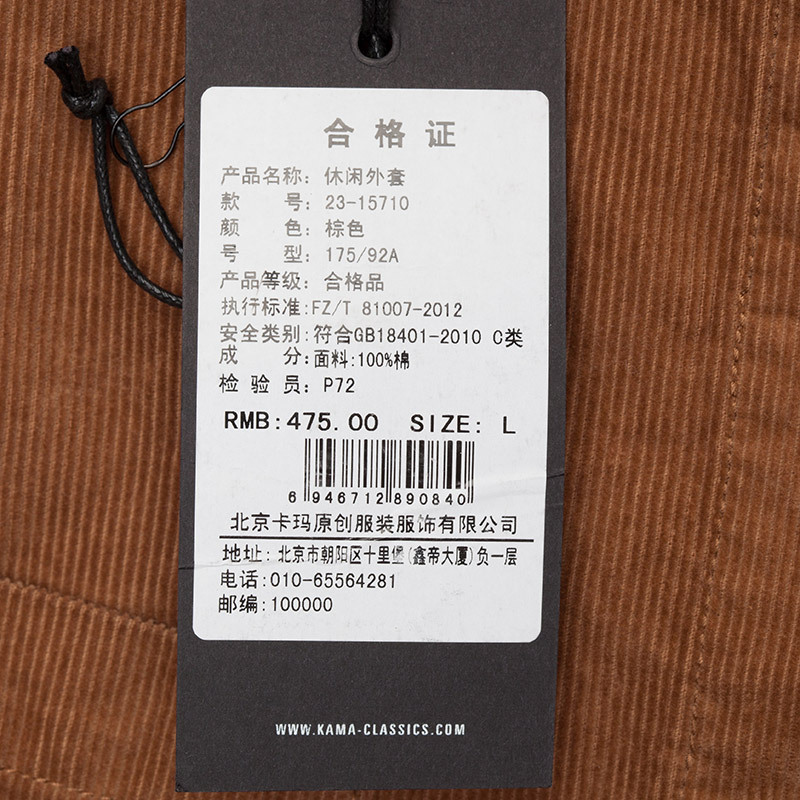 合格证
产品名称：休闲外套
款 号：23-15710
颜 色：棕色
号 型：175/92A
产品等级：合格品
执行标准:FZ/T 81007-2012
安全类别:符合GB18401-2010 C类
成 分:面料:100%棉
检 验 员：P72
RMB:475.00 SIZE: L
6 946712 890840
北京卡玛原创服装服饰有限公司
地址：北京市朝阳区十里堡(鑫帝大厦)负一层
电话:010-65564281
邮编:100000
WWW.KAMA-CLASSICS.COM